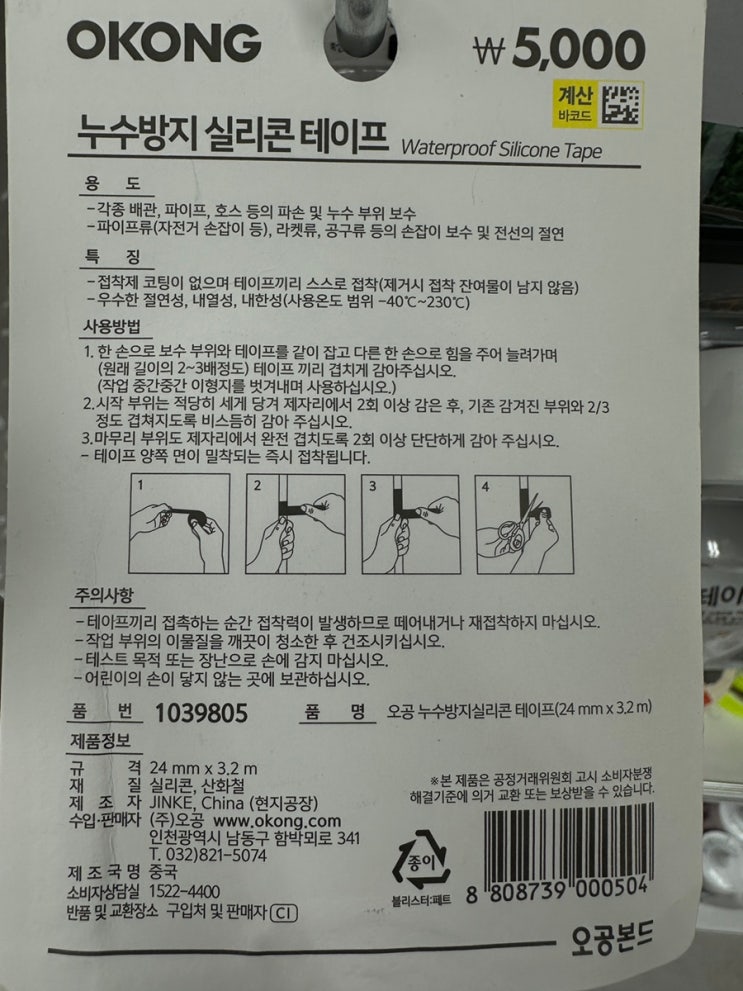 OKONG
₩5,000
계산
바코드
누수방지 실리콘 테이프 Waterproof Silicone Tape
용 도
-각종 배관, 파이프, 호스 등의 파손 및 누수 부위 보수
-파이프류(자전거 손잡이 등), 라켓류, 공구류 등의 손잡이 보수 및 전선의 절연
특 징
-접착제 코팅이 없으며 테이프끼리 스스로 접착(제거시 접착 잔여물이 남지 않음)
-우수한 절연성, 내열성, 내한성(사용온도 범위 -40℃~230℃)
사용방법
1. 한 손으로 보수 부위와 테이프를 같이 잡고 다른 한 손으로 힘을 주어 늘려가며
(원래 길이의 2~3배정도) 테이프 끼리 겹치게 감아주십시오.
(작업 중간중간 이형지를 벗겨내며 사용하십시오.)
2.시작 부위는 적당히 세게 당겨 제자리에서 2회 이상 감은 후, 기존 감겨진 부위와 2/3
정도 겹쳐지도록 비스듬히 감아 주십시오.
3.마무리 부위도 제자리에서 완전 겹치도록 2회 이상 단단하게 감아 주십시오.
- 테이프 양쪽 면이 밀착되는 즉시 접착됩니다.
1 2 3 4
주의사항
-테이프끼리 접촉하는 순간 접착력이 발생하므로 떼어내거나 재접착하지 마십시오.
-작업 부위의 이물질을 깨끗이 청소한 후 건조시키십시오.
-테스트 목적 또는 장난으로 손에 감지 마십시오.
-어린이의 손이 닿지 않는 곳에 보관하십시오.
품 번 1039805 품 명 오공 누수방지실리콘 테이프(24 mm x 3.2 m)
제품정보
규 격 24 mm x 3.2 m
재 질 실리콘, 산화철
제 조 자 JINKE, China (현지공장)
수입·판매자 (주)오공 www.okong.com
인천광역시 남동구 함박뫼로 341
T. 032)821-5074
제 조 국 명 중국
소비자상담실 1522-4400
반품 및 교환장소 구입처 및 판매자 CI
※본 제품은 공정거래위원회 고시 소비자분쟁
해결기준에 의거 교환 또는 보상받을 수 있습니다.
종이
블리스터:페트
8 808739 000504
오공본드
테이